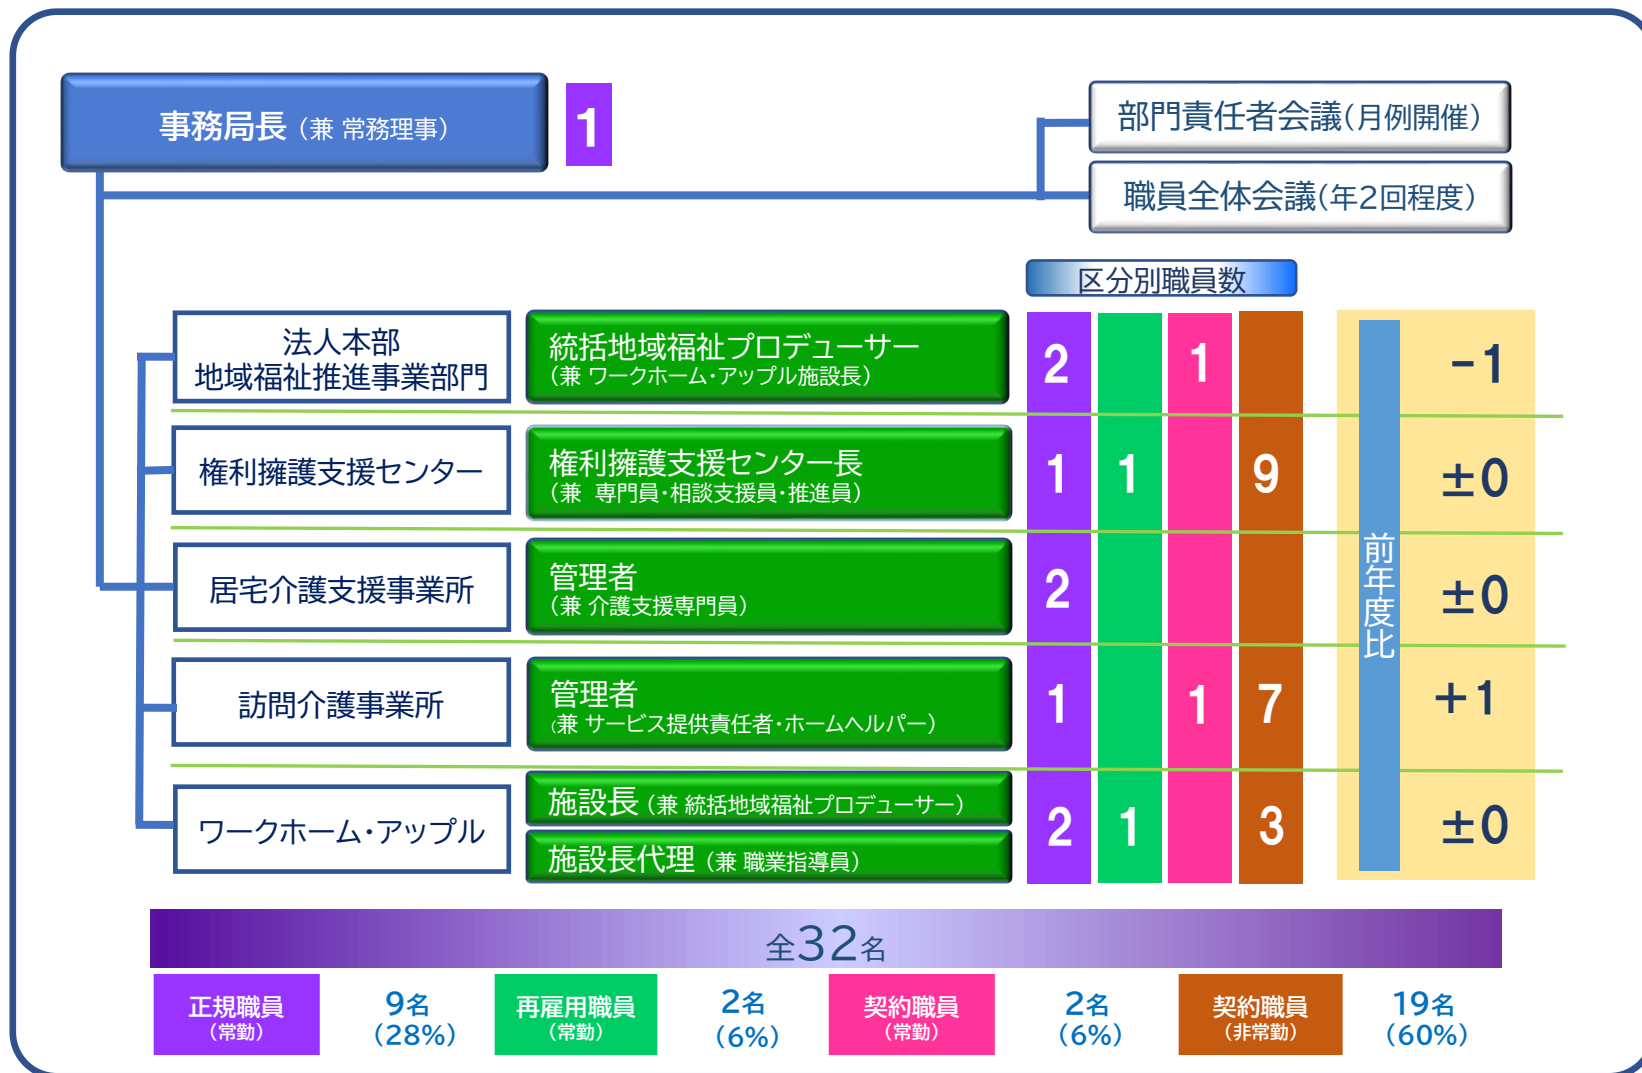 事務局長（兼 常務理事）
1
部門責任者会議（月例開催）
職員全体会議（年2回程度）
区分別職員数
法人本部
地域福祉推進事業部門
統括地域福祉プロデューサー
（兼 ワークホーム・アップル施設長）
2 1
-1
権利擁護支援センター
権利擁護支援センター長
（兼 専門員・相談支援員・推進員）
1 1 9
±0
居宅介護支援事業所
管理者
（兼 介護支援専門員）
2
±0
訪問介護事業所
管理者
（兼 サービス提供責任者・ホームヘルパー）
1 1 7
+1
ワークホーム・アップル
施設長（兼 統括地域福祉プロデューサー）
施設長代理（兼 職業指導員）
2 1 3
±0
前年度比
全32名
正規職員
（常勤）
9名
（28%）
再雇用職員
（常勤）
2名
（6%）
契約職員
（常勤）
2名
（6%）
契約職員
（非常勤）
19名
（60%）